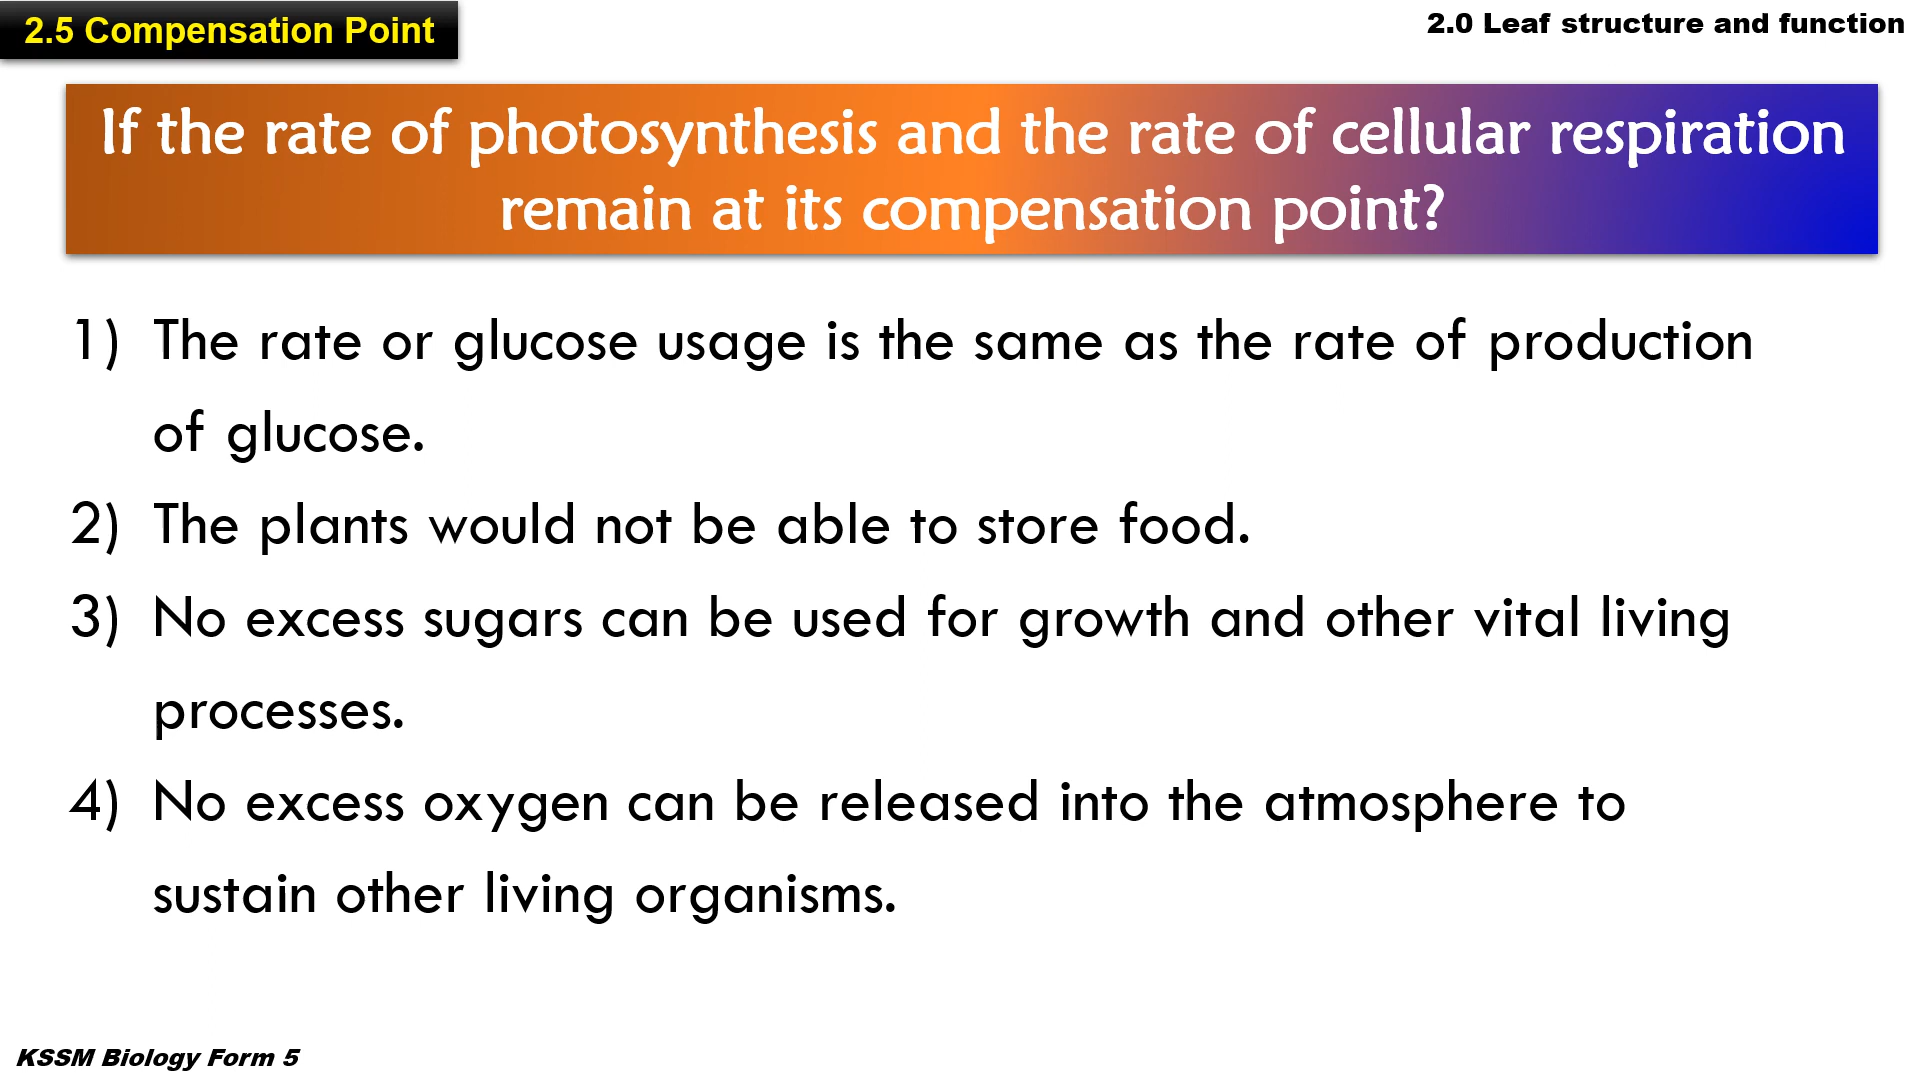 2.5 Compensation Point
2.0 Leaf structure and function
If the rate of photosynthesis and the rate of cellular respiration
remain at its compensation point?
1) The rate or glucose usage is the same as the rate of production
of glucose.
2) The plants would not be able to store food.
3) No excess sugars can be used for growth and other vital living
processes.
4) No excess oxygen can be released into the atmosphere to
sustain other living organisms.
KSSM Biology Form 5